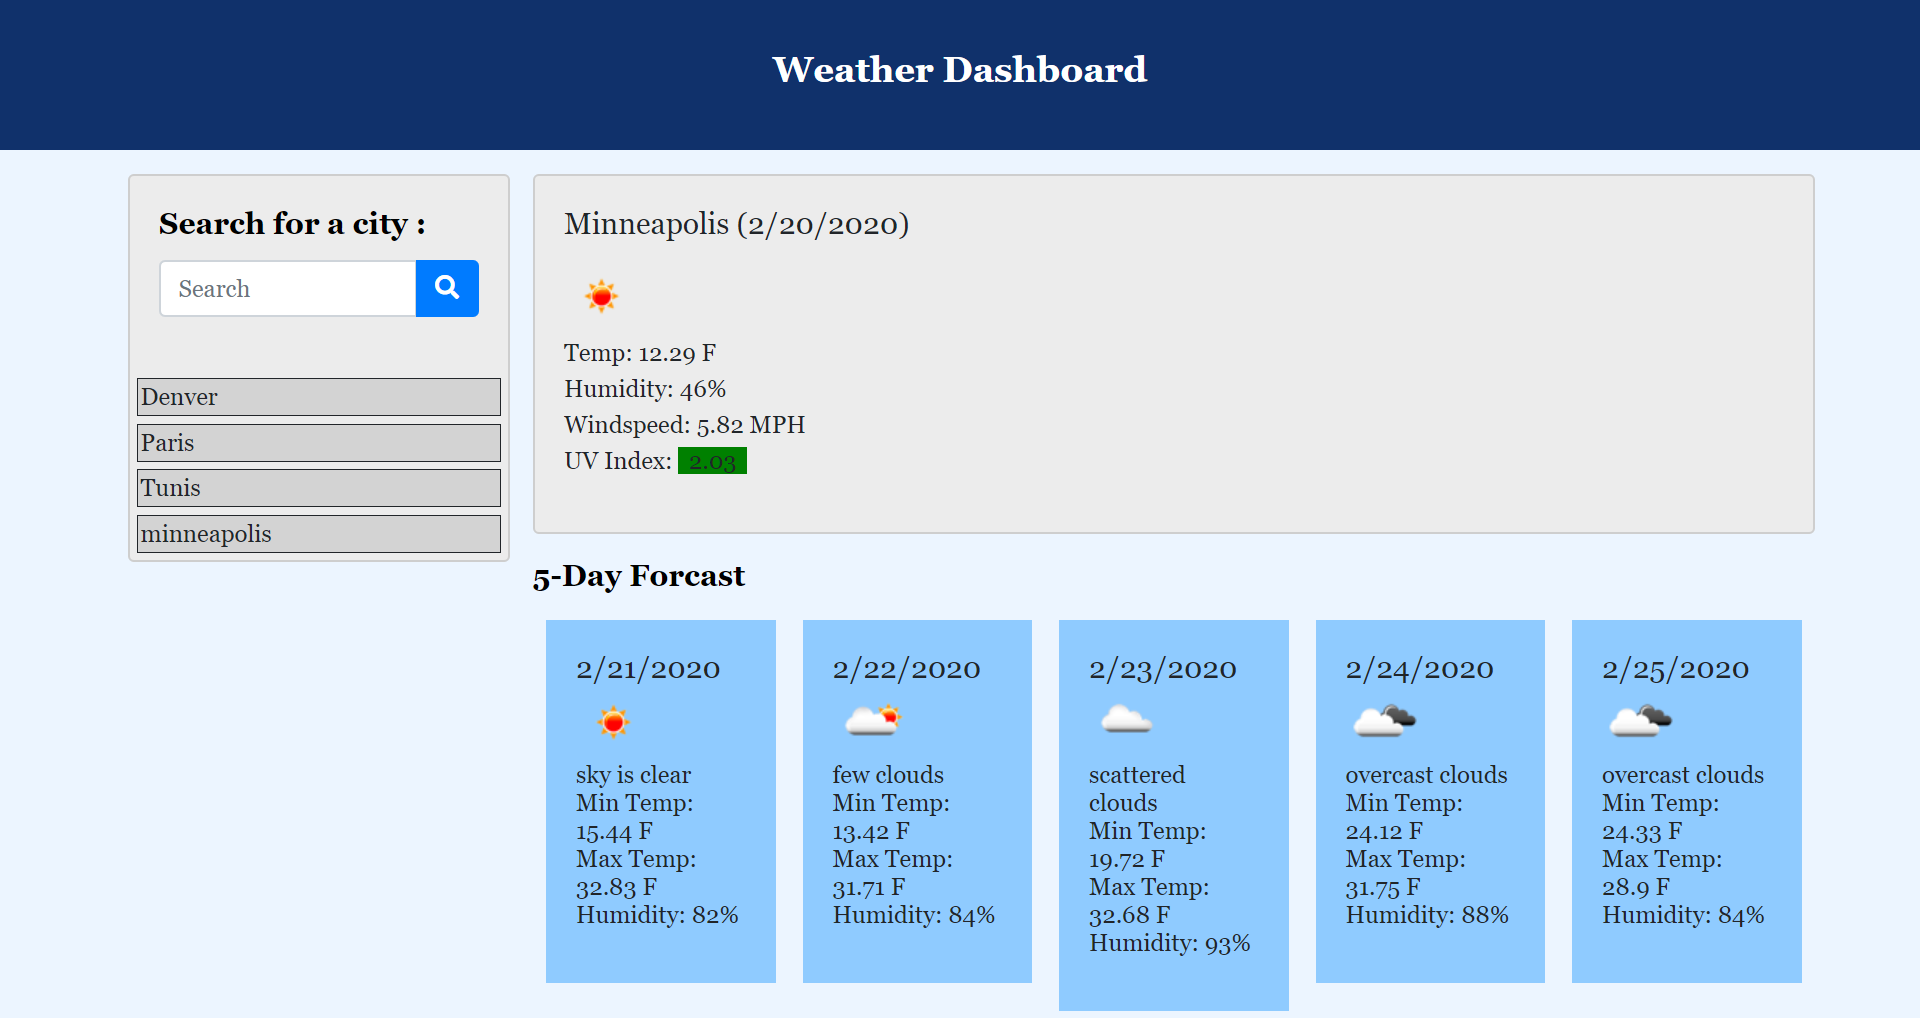 Weather Dashboard
Search for a city :
Search
Denver
Paris
Tunis
minneapolis
Minneapolis (2/20/2020)
Temp: 12.29 F
Humidity: 46%
Windspeed: 5.82 MPH
UV Index: 2.03
5-Day Forcast
2/21/2020
sky is clear
Min Temp:
15.44 F
Max Temp:
32.83 F
Humidity: 82%
2/22/2020
few clouds
Min Temp:
13.42 F
Max Temp:
31.71 F
Humidity: 84%
2/23/2020
scattered
clouds
Min Temp:
19.72 F
Max Temp:
32.68 F
Humidity: 93%
2/24/2020
overcast clouds
Min Temp:
24.12 F
Max Temp:
31.75 F
Humidity: 88%
2/25/2020
overcast clouds
Min Temp:
24.33 F
Max Temp:
28.9 F
Humidity: 84%